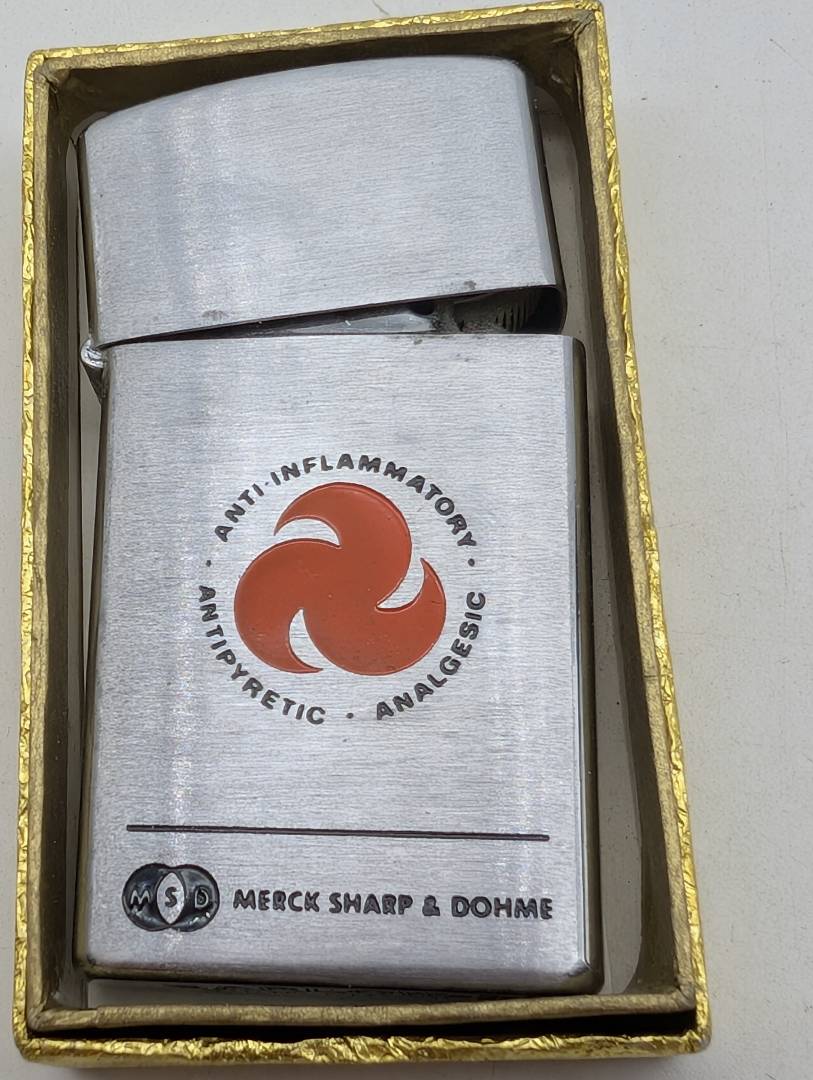 · ANTI-INFLAMMATORY ·
ANALGESIC
· ANTIPYRETIC
MSD MERCK SHARP & DOHME